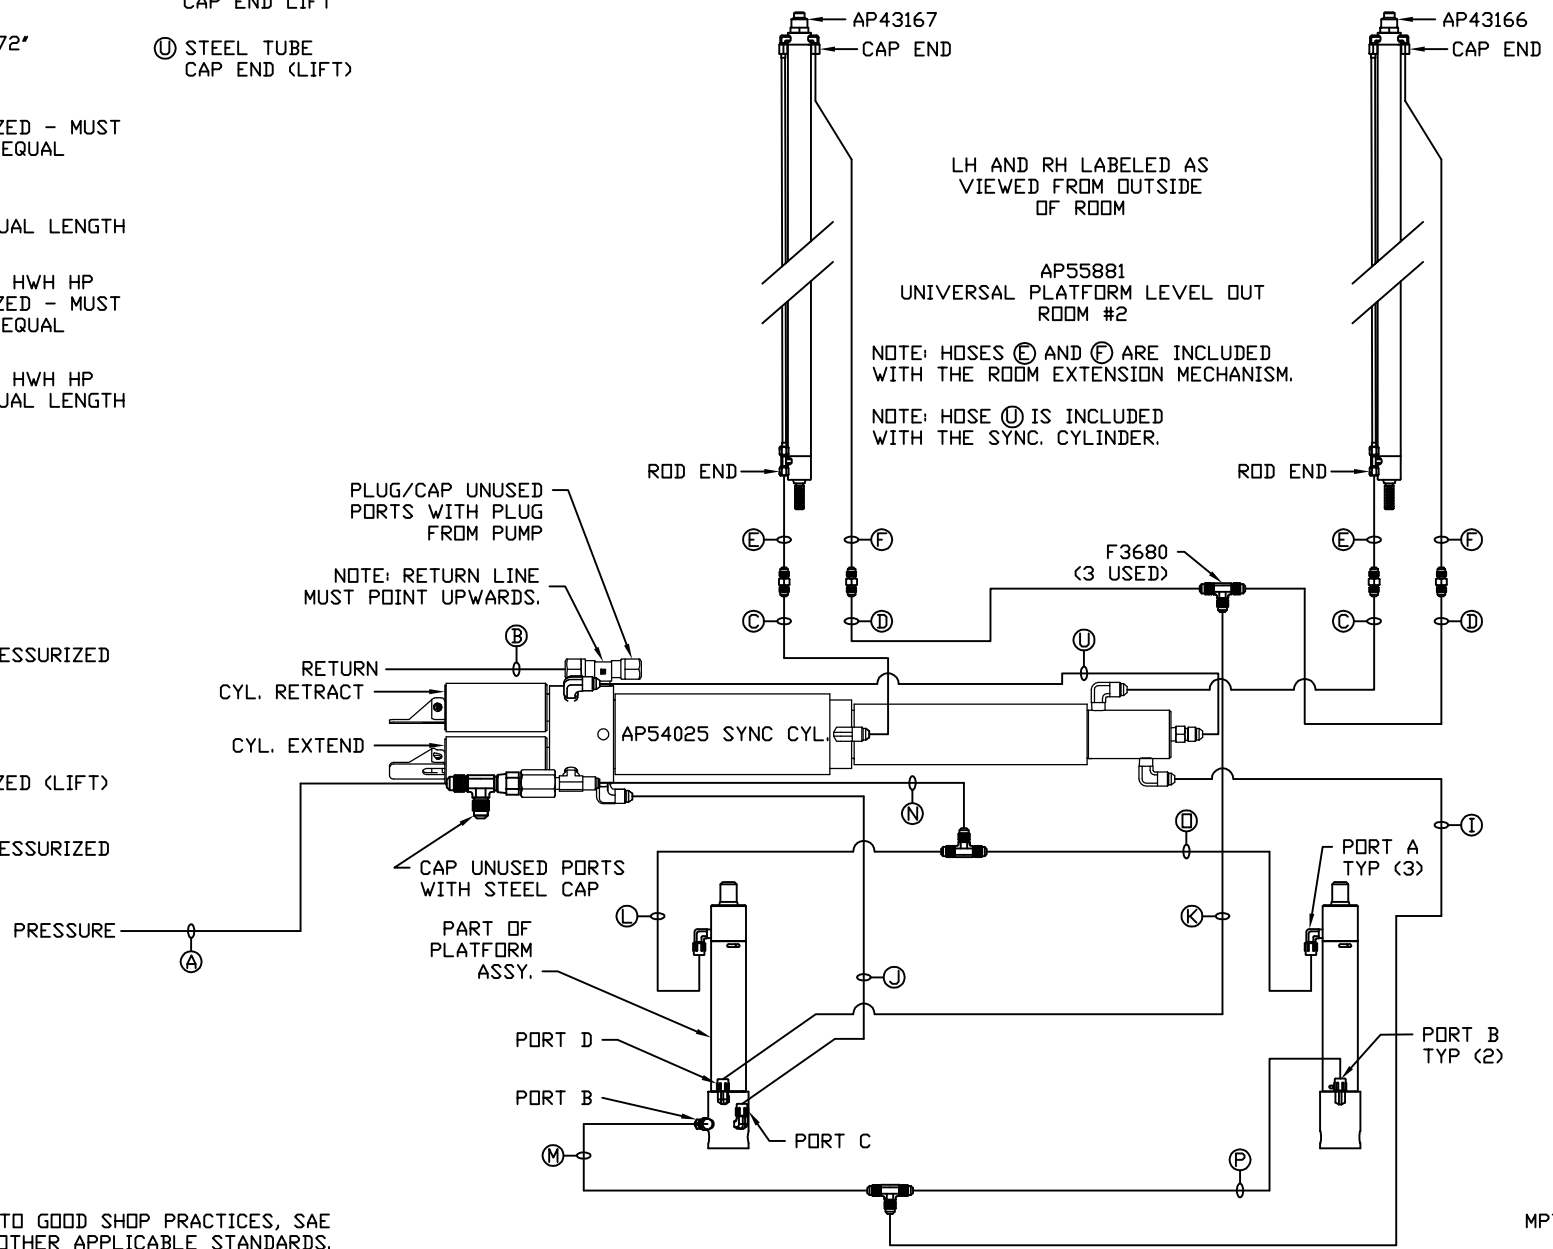 CAP END LIFT
72"
Ⓤ STEEL TUBE
CAP END (LIFT)
ZED - MUST
EQUAL
UAL LENGTH
HWH HP
ZED - MUST
EQUAL
HWH HP
UAL LENGTH
ESSURIZED
ZED (LIFT)
ESSURIZED
AP43167
CAP END
AP43166
CAP END
LH AND RH LABELED AS
VIEWED FROM OUTSIDE
OF ROOM
AP55881
UNIVERSAL PLATFORM LEVEL OUT
ROOM #2
NOTE: HOSES Ⓔ AND Ⓕ ARE INCLUDED
WITH THE ROOM EXTENSION MECHANISM.
NOTE: HOSE Ⓤ IS INCLUDED
WITH THE SYNC. CYLINDER.
ROD END
ROD END
PLUG/CAP UNUSED
PORTS WITH PLUG
FROM PUMP
E
F
F3680
(3 USED)
E
F
NOTE: RETURN LINE
MUST POINT UPWARDS.
C
D
C
D
B
U
RETURN
CYL. RETRACT
CYL. EXTEND
AP54025 SYNC CYL.
N
O
I
PORT A
TYP (3)
CAP UNUSED PORTS
WITH STEEL CAP
L
K
PRESSURE
A
PART OF
PLATFORM
ASSY.
J
PORT D
PORT B
TYP (2)
PORT B
PORT C
M
P
TO GOOD SHOP PRACTICES, SAE
OTHER APPLICABLE STANDARDS.
MP